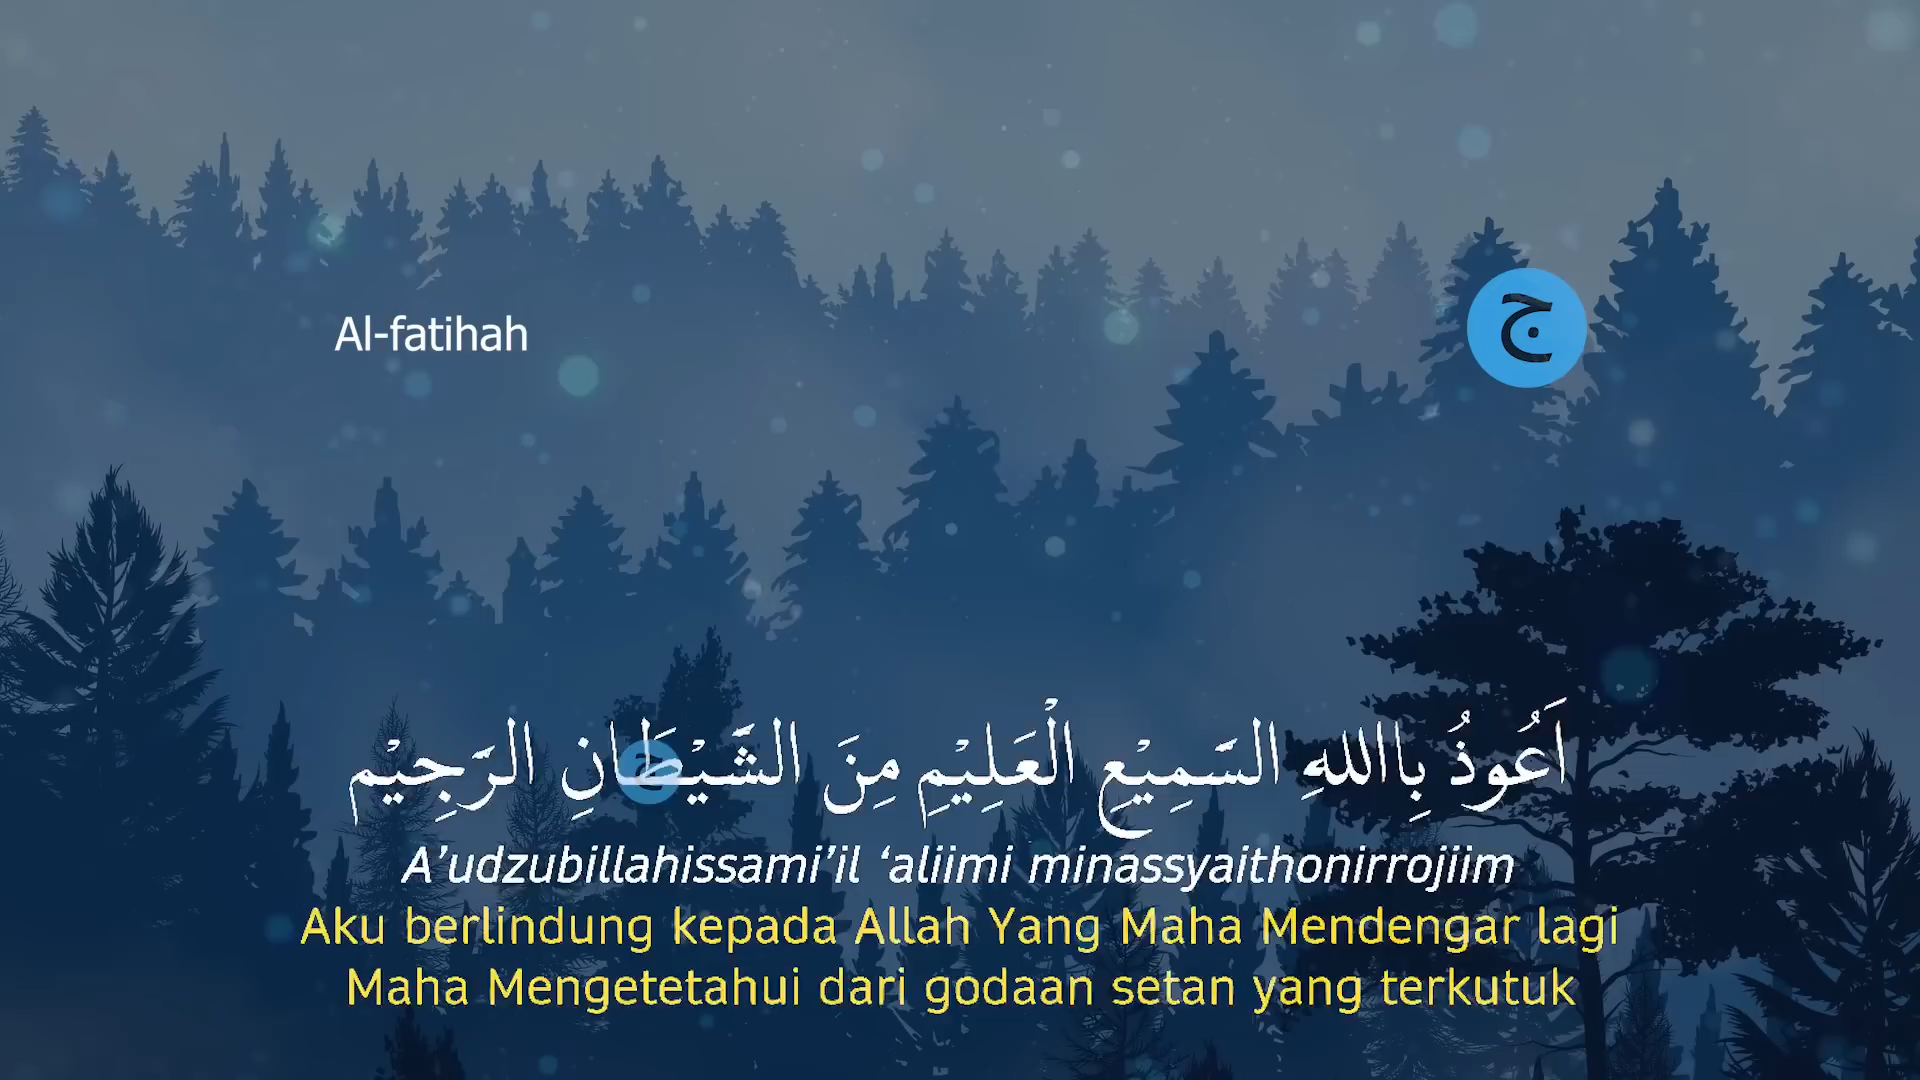 Al-fatihah
ج
اَعُوذُ بِاللهِ السَّمِيْعِ الْعَلِيْمِ مِنَ الشَّيْطَانِ الرَّجِيْم
A’udzubillahissami’il ‘aliimi minassyaithonirrojiim
Aku berlindung kepada Allah Yang Maha Mendengar lagi
Maha Mengetetahui dari godaan setan yang terkutuk